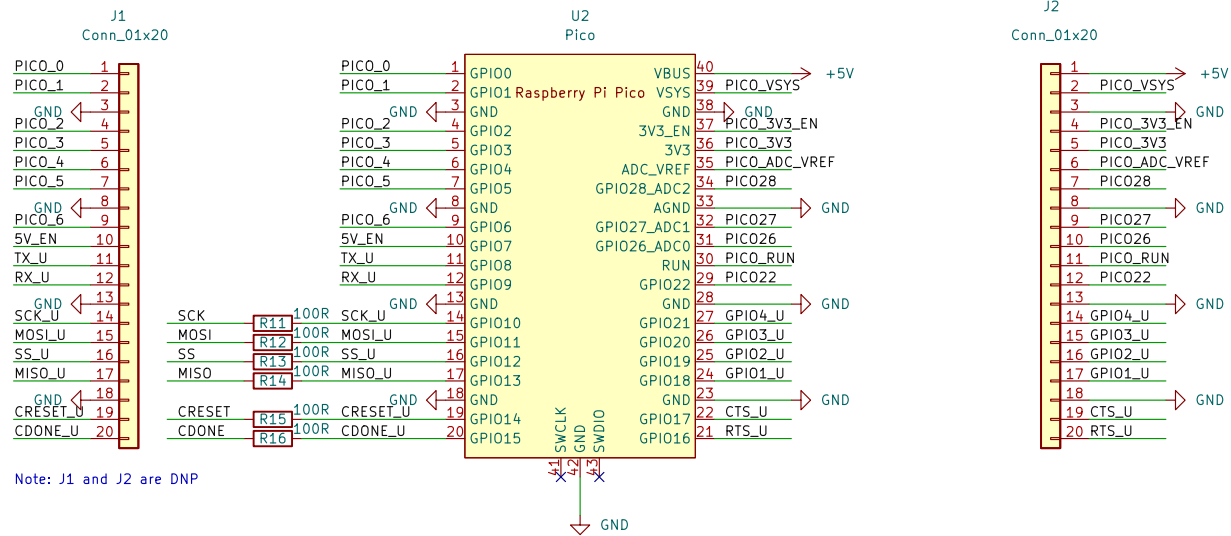 J1
Conn_01x20
PICO_0 1
PICO_1 2
GND 3
PICO_2 4
PICO_3 5
PICO_4 6
PICO_5 7
GND 8
PICO_6 9
5V_EN 10
TX_U 11
RX_U 12
GND 13
SCK_U 14
MOSI_U 15
SS_U 16
MISO_U 17
GND 18
CRESET_U 19
CDONE_U 20
Note: J1 and J2 are DNP
SCK R11 100R SCK_U
MOSI R12 100R MOSI_U
SS R13 100R SS_U
MISO R14 100R MISO_U
CRESET R15 100R CRESET_U
CDONE R16 100R CDONE_U
U2
Pico
Raspberry Pi Pico
PICO_0 1 GPIO0
PICO_1 2 GPIO1
GND 3 GND
PICO_2 4 GPIO2
PICO_3 5 GPIO3
PICO_4 6 GPIO4
PICO_5 7 GPIO5
GND 8 GND
PICO_6 9 GPIO6
5V_EN 10 GPIO7
TX_U 11 GPIO8
RX_U 12 GPIO9
GND 13 GND
14 GPIO10
15 GPIO11
16 GPIO12
17 GPIO13
GND 18 GND
19 GPIO14
20 GPIO15
VBUS 40 +5V
VSYS 39 PICO_VSYS
GND 38 GND
3V3_EN 37 PICO_3V3_EN
3V3 36 PICO_3V3
ADC_VREF 35 PICO_ADC_VREF
GPIO28_ADC2 34 PICO28
AGND 33 GND
GPIO27_ADC1 32 PICO27
GPIO26_ADC0 31 PICO26
RUN 30 PICO_RUN
GPIO22 29 PICO22
GND 28 GND
GPIO21 27 GPIO4_U
GPIO20 26 GPIO3_U
GPIO19 25 GPIO2_U
GPIO18 24 GPIO1_U
GND 23 GND
GPIO17 22 CTS_U
GPIO16 21 RTS_U
SWCLK 41
GND 42
SWDIO 43
GND
J2
Conn_01x20
1 +5V
2 PICO_VSYS
3 GND
4 PICO_3V3_EN
5 PICO_3V3
6 PICO_ADC_VREF
7 PICO28
8 GND
9 PICO27
10 PICO26
11 PICO_RUN
12 PICO22
13 GND
14 GPIO4_U
15 GPIO3_U
16 GPIO2_U
17 GPIO1_U
18 GND
19 CTS_U
20 RTS_U